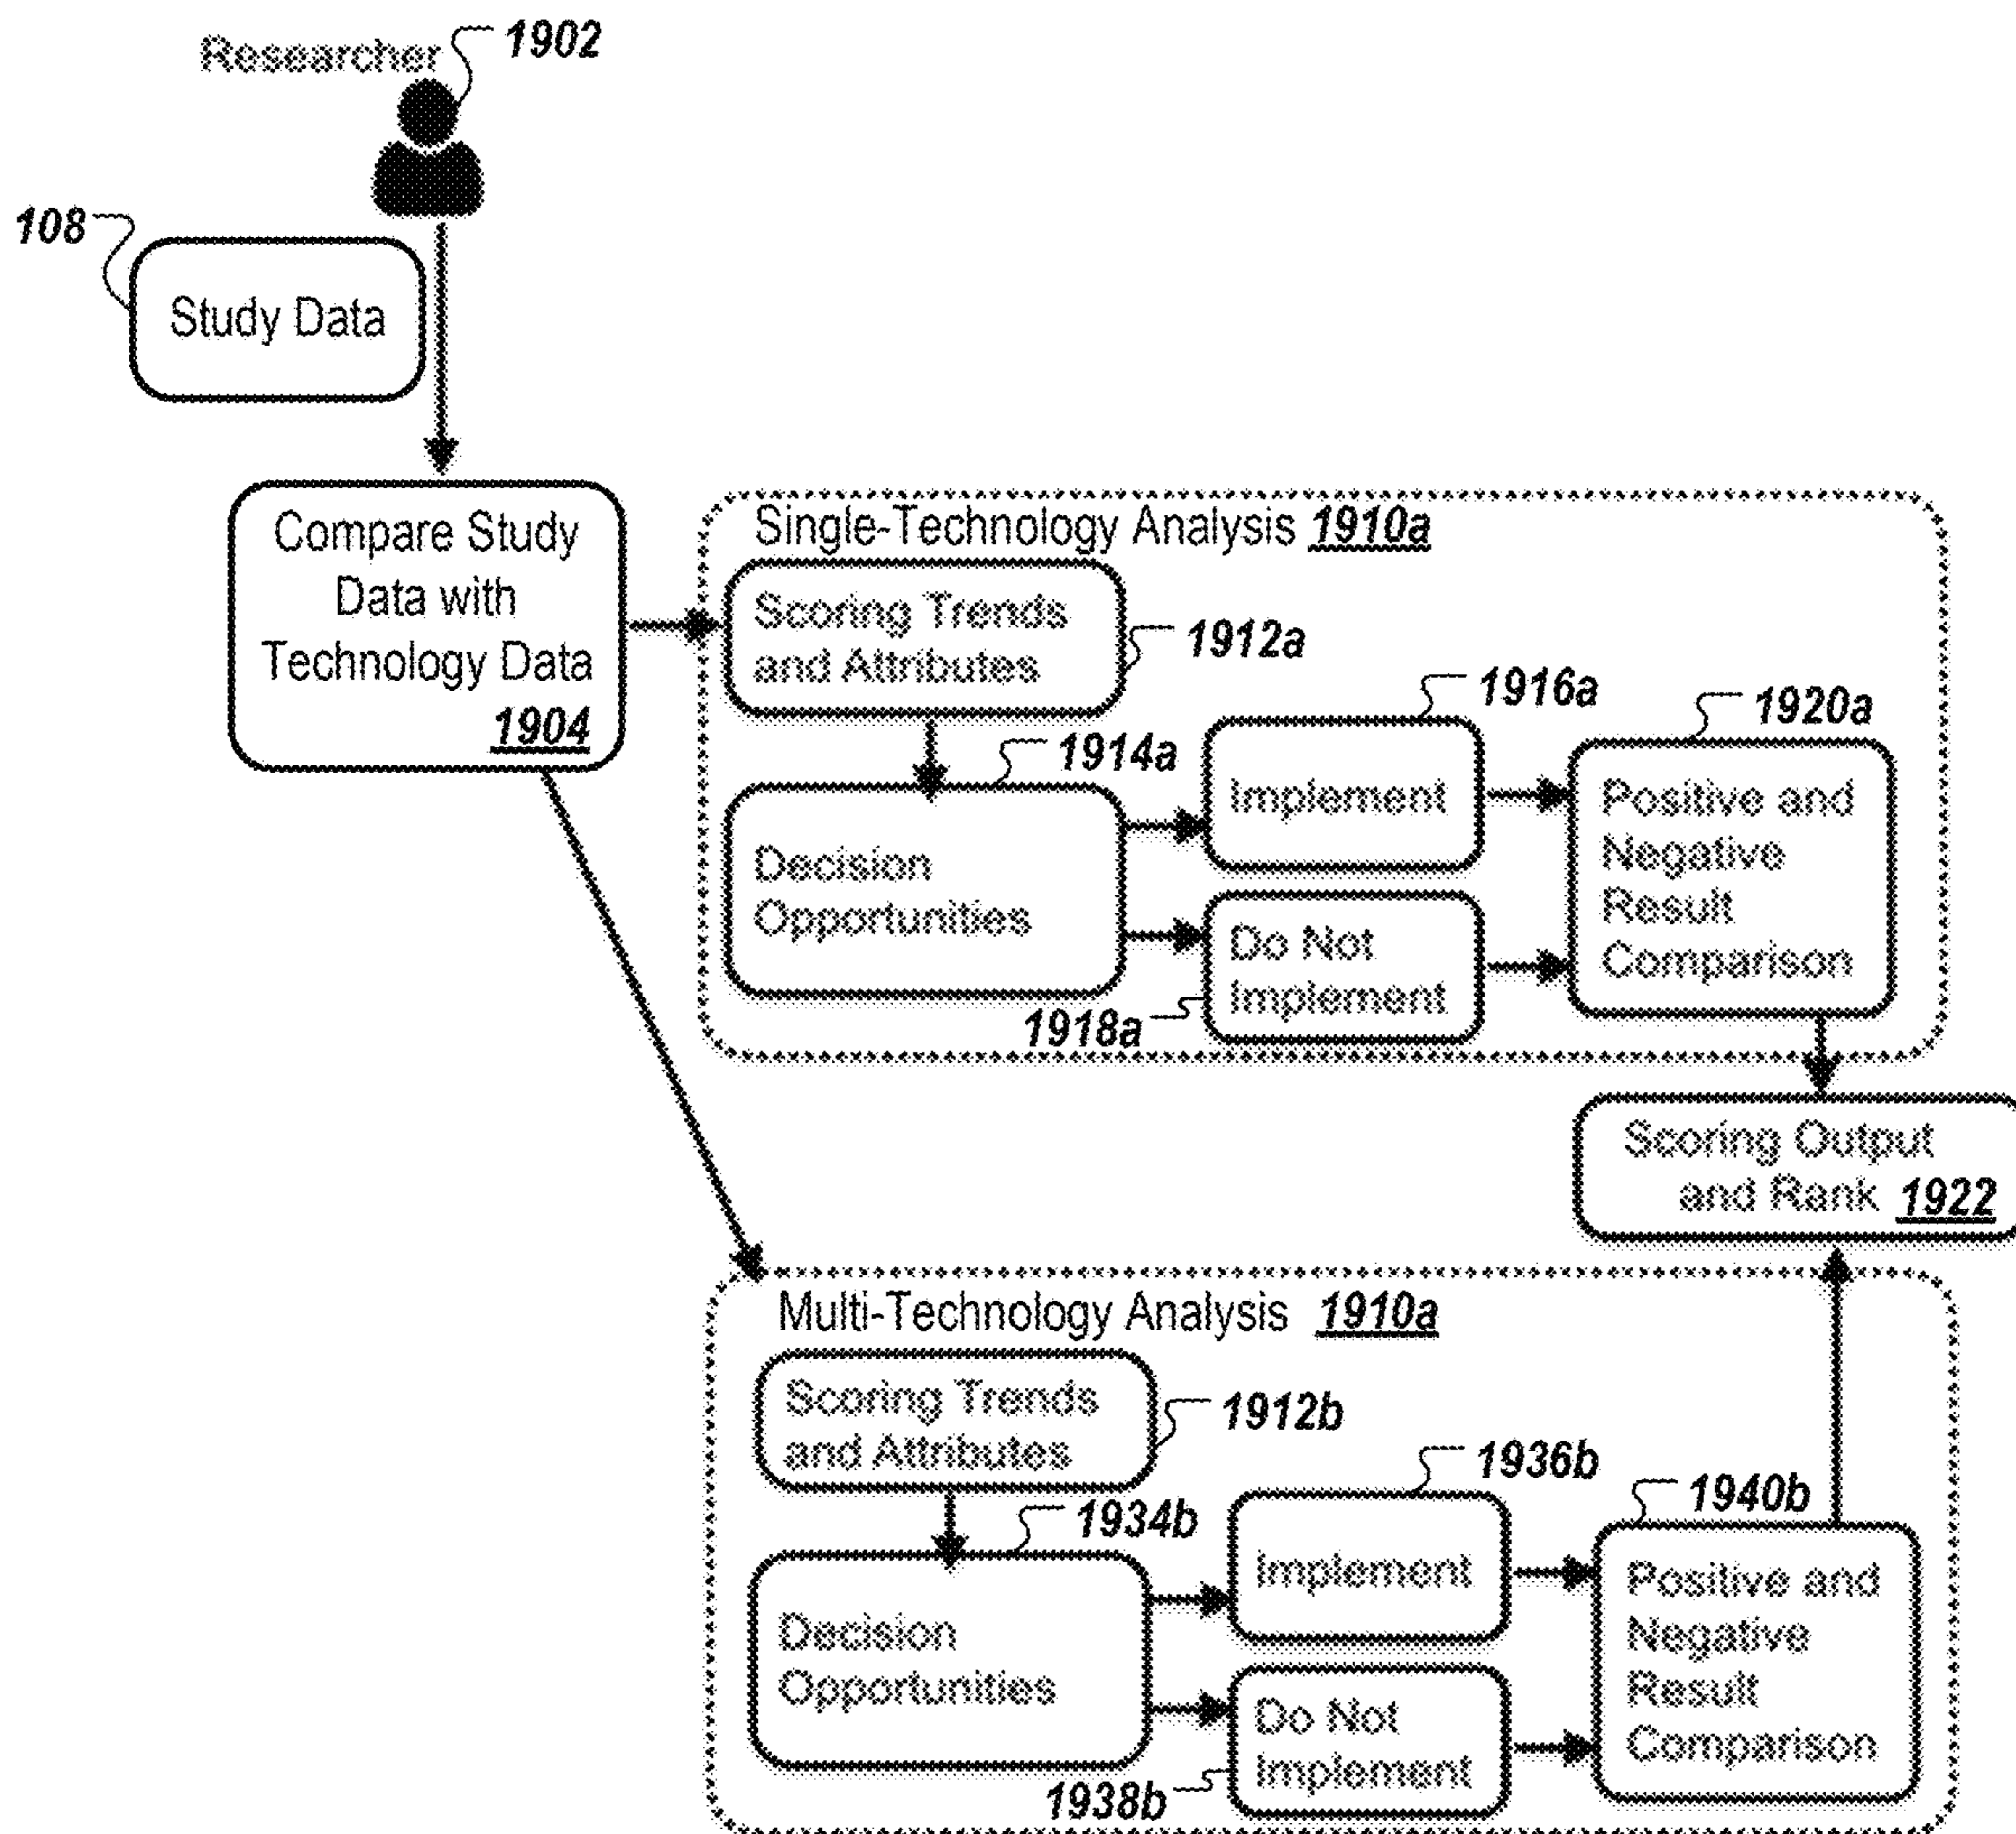 Researcher
1902
108
Study Data
Compare Study
Data with
Technology Data
1904
Single-Technology Analysis 1910a
Scoring Trends
and Attributes
1912a
1914a
Decision
Opportunities
1916a
Implement
Do Not
Implement
1918a
1920a
Positive and
Negative
Result
Comparison
Scoring Output
and Rank 1922
Multi-Technology Analysis 1910a
Scoring Trends
and Attributes
1912b
1934b
Decision
Opportunities
1936b
Implement
Do Not
Implement
1938b
1940b
Positive and
Negative
Result
Comparison